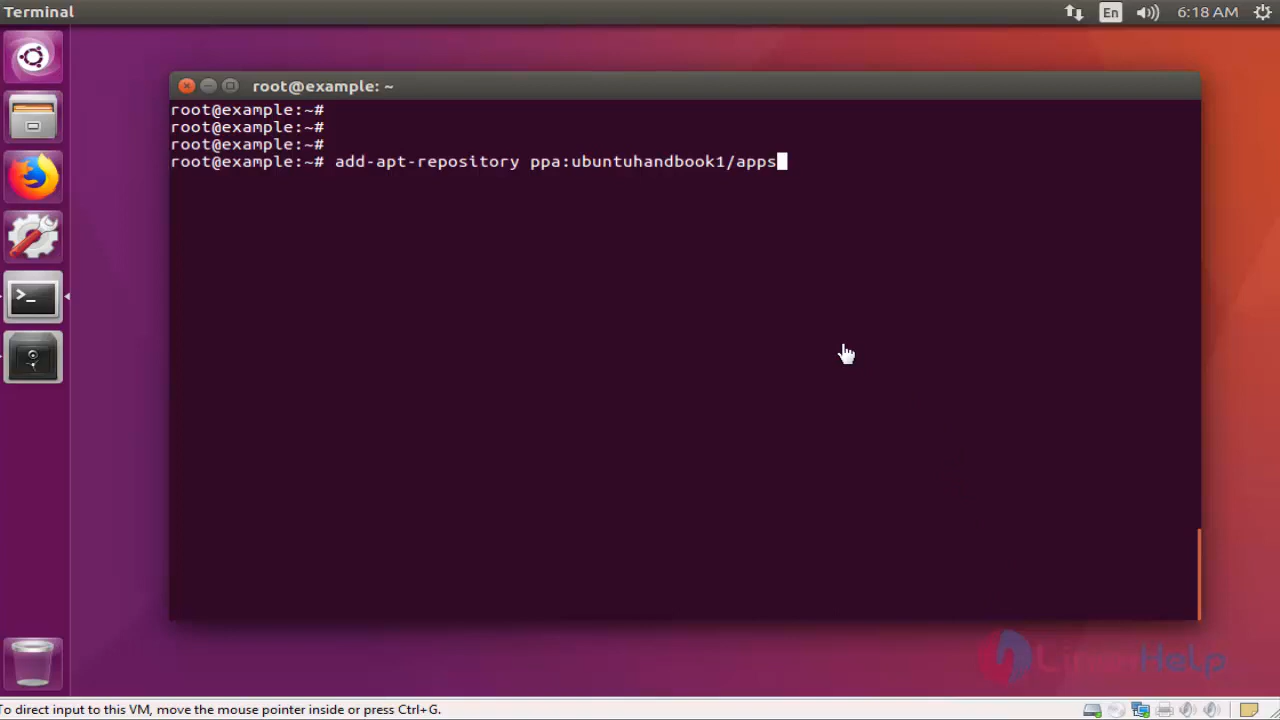 Terminal
En
6:18 AM
root@example: ~
root@example:~#
root@example:~#
root@example:~#
root@example:~# add-apt-repository ppa:ubuntuhandbook1/apps
>_
LinuxHelp
To direct input to this VM, move the mouse pointer inside or press Ctrl+G.